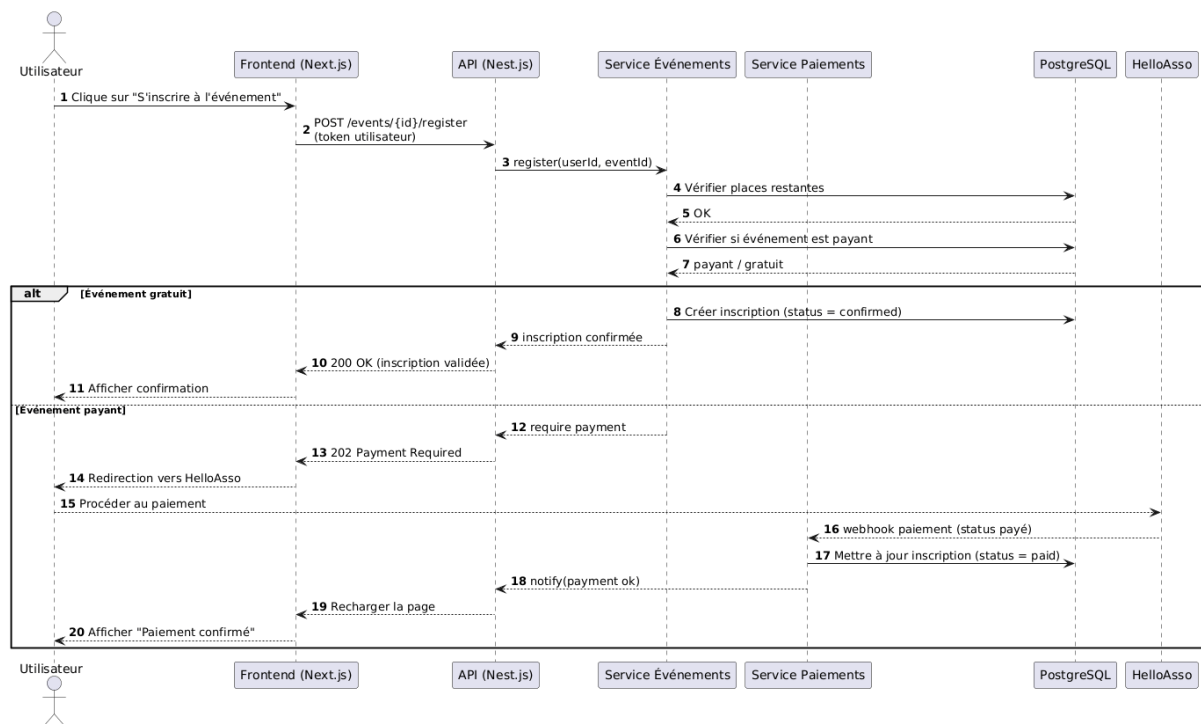 Utilisateur
Frontend (Next.js)
API (Nest.js)
Service Événements
Service Paiements
PostgreSQL
HelloAsso
1 Clique sur "S'inscrire à l'événement"
2 POST /events/{id}/register
(token utilisateur)
3 register(userId, eventId)
4 Vérifier places restantes
5 OK
6 Vérifier si événement est payant
7 payant / gratuit
alt [Événement gratuit]
8 Créer inscription (status = confirmed)
9 inscription confirmée
10 200 OK (inscription validée)
11 Afficher confirmation
[Événement payant]
12 require payment
13 202 Payment Required
14 Redirection vers HelloAsso
15 Procéder au paiement
16 webhook paiement (status payé)
17 Mettre à jour inscription (status = paid)
18 notify(payment ok)
19 Recharger la page
20 Afficher "Paiement confirmé"
Utilisateur
Frontend (Next.js)
API (Nest.js)
Service Événements
Service Paiements
PostgreSQL
HelloAsso